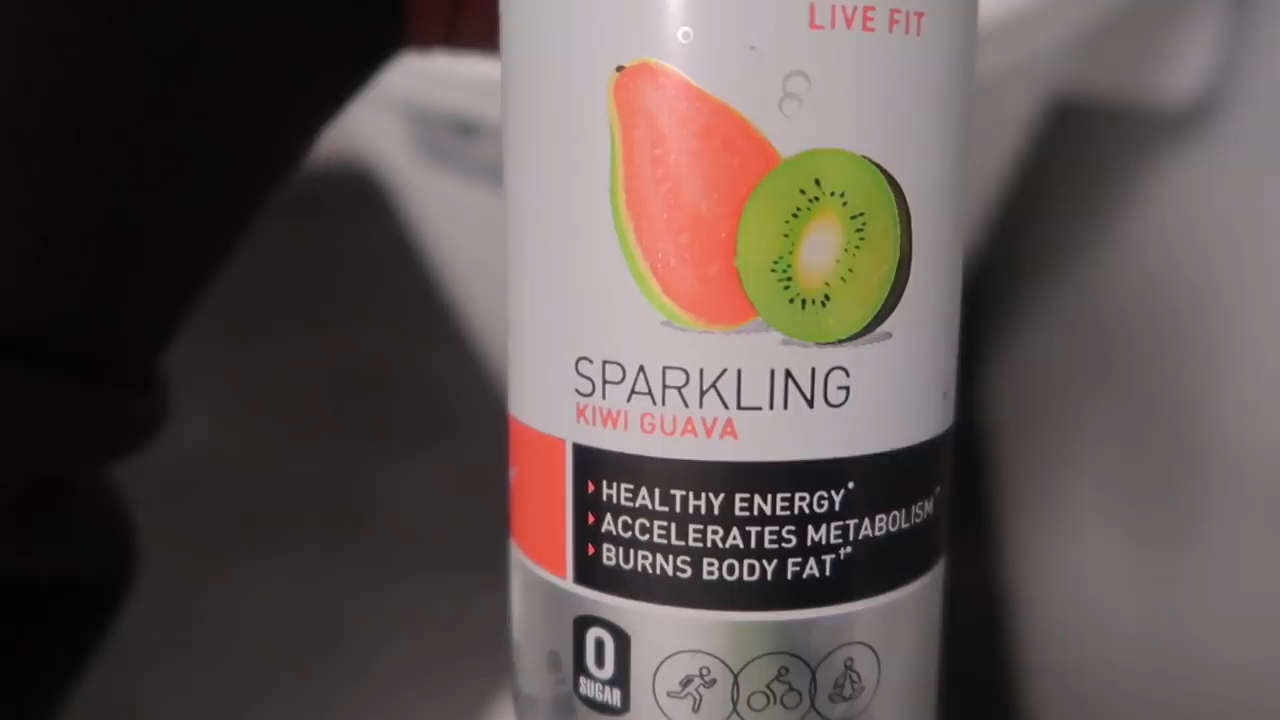 LIVE FIT
SPARKLING
KIWI GUAVA
HEALTHY ENERGY*
ACCELERATES METABOLISM†*
BURNS BODY FAT†*
0
SUGAR